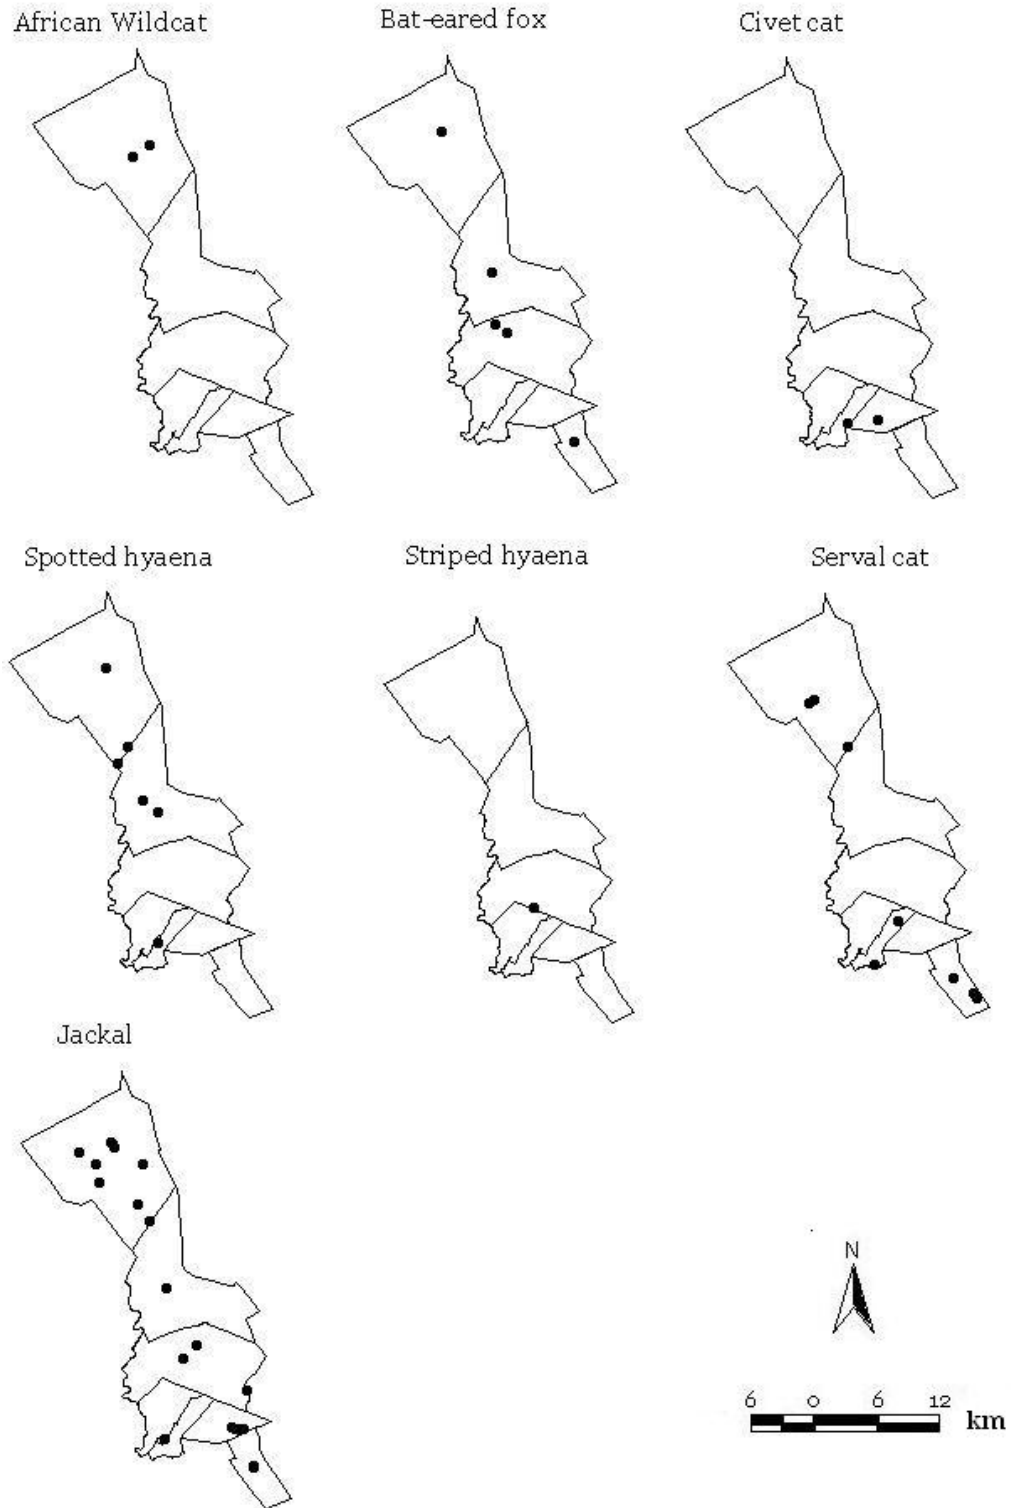 African Wildcat
Bat-eared fox
Civet cat
Spotted hyaena
Striped hyaena
Serval cat
Jackal
N
6 0 6 12
km